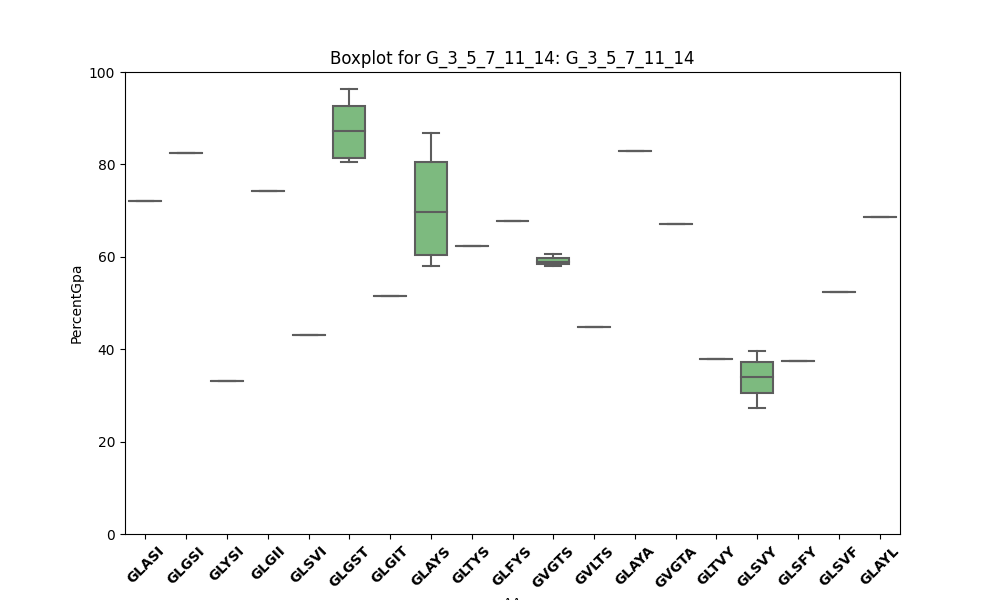 Boxplot for G_3_5_7_11_14: G_3_5_7_11_14
100
80
60
40
20
0
PercentGpa
GLASI
GLGSI
GLYSI
GLGII
GLSVI
GLGST
GLGIT
GLAYS
GLTYS
GLFYS
GVGTS
GVLTS
GLAYA
GVGTA
GLTVY
GLSVY
GLSFY
GLSVF
GLAYL